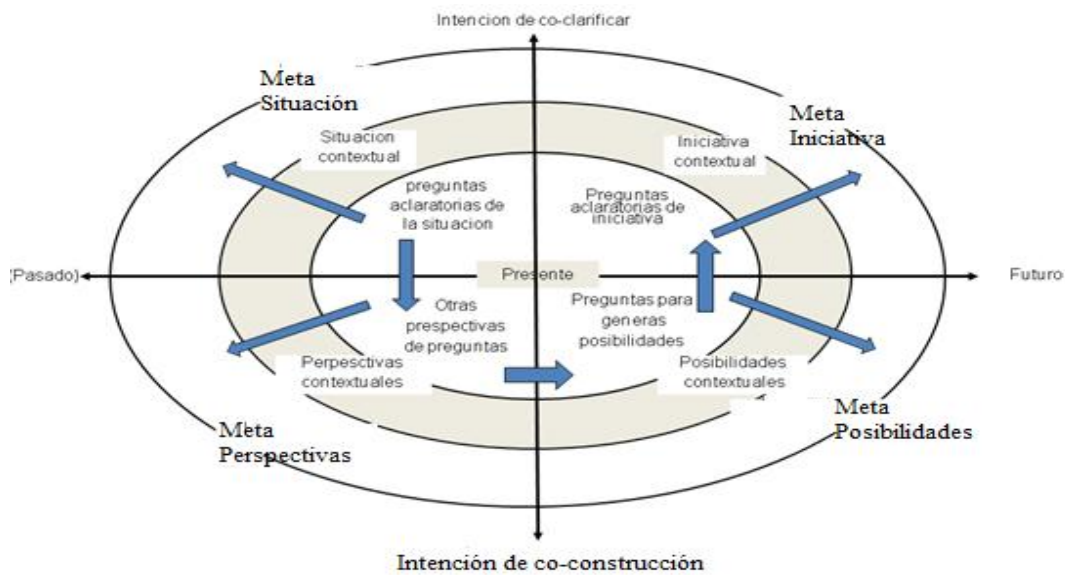 Intencion de co-clarificar
Meta
Situación
Meta
Iniciativa
Situacion
contextual
Iniciativa
contextual
preguntas
aclaratorias de
la situacion
Preguntas
aclaratorias de
iniciativa
(Pasado)
Presente
Futuro
Otras
prespectivas
de preguntas
Preguntas para
generas
posibilidades
Perpesctivas
contextuales
Posibilidades
contextuales
Meta
Perspectivas
Meta
Posibilidades
Intención de co-construcción